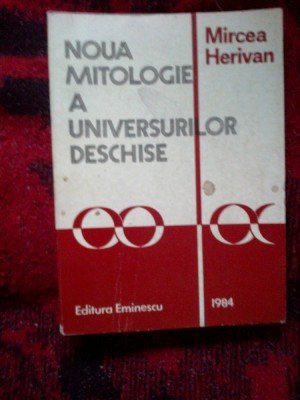 NOUA
MITOLOGIE
A
UNIVERSURILOR
DESCHISE
Mircea
Herivan
Editura Eminescu
1984